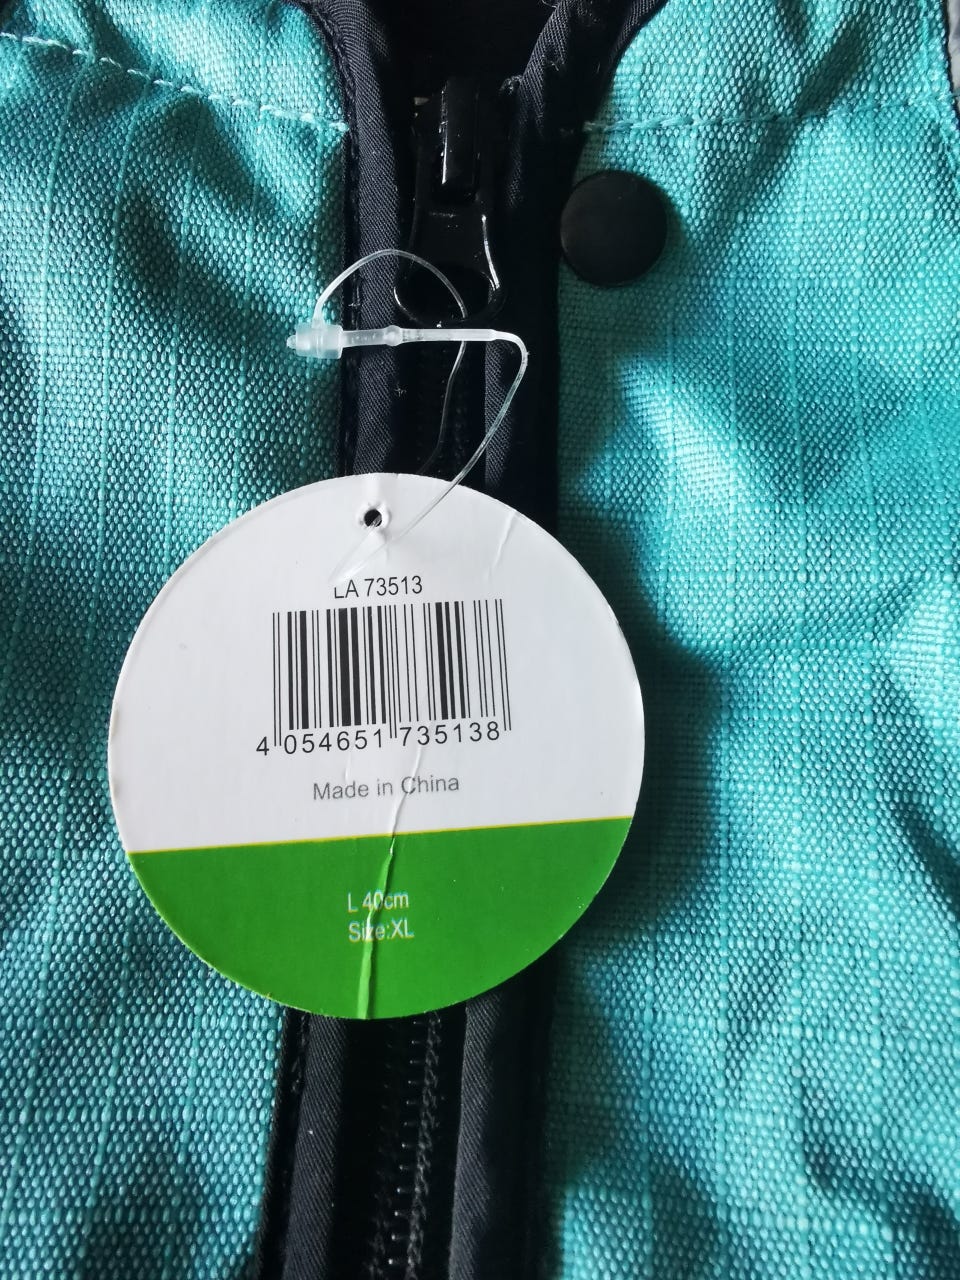 LA 73513
4 054651 735138
Made in China
L 40cm
Size:XL